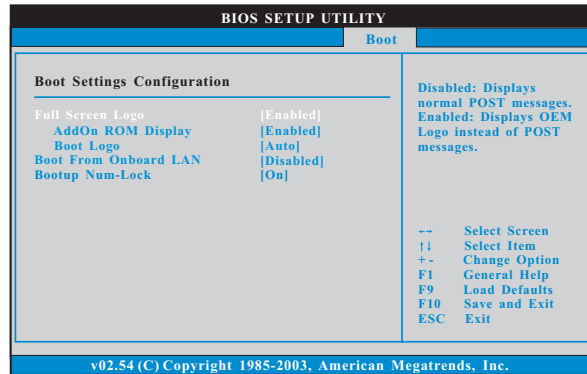 BIOS SETUP UTILITY
Boot
Boot Settings Configuration
Full Screen Logo [Enabled]
AddOn ROM Display [Enabled]
Boot Logo [Auto]
Boot From Onboard LAN [Disabled]
Bootup Num-Lock [On]
Disabled: Displays
normal POST messages.
Enabled: Displays OEM
Logo instead of POST
messages.
←→ Select Screen
↑↓ Select Item
+ - Change Option
F1 General Help
F9 Load Defaults
F10 Save and Exit
ESC Exit
v02.54 (C) Copyright 1985-2003, American Megatrends, Inc.